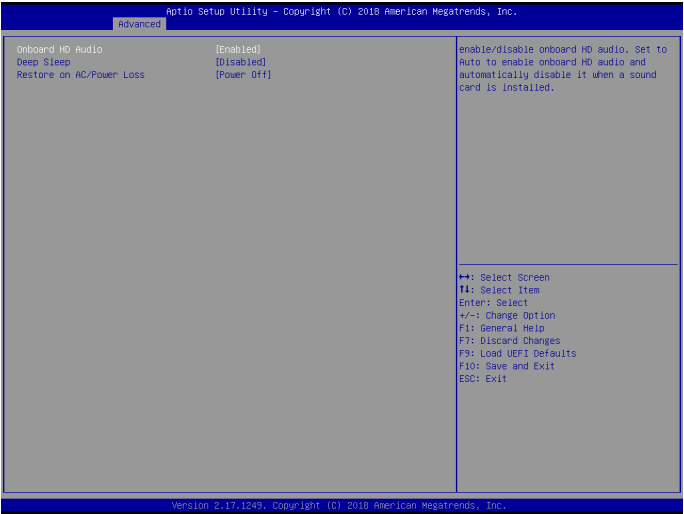 Aptio Setup Utility – Copyright (C) 2018 American Megatrends, Inc.
Advanced
Onboard HD Audio [Enabled]
Deep Sleep [Disabled]
Restore on AC/Power Loss [Power Off]
enable/disable onboard HD audio. Set to
Auto to enable onboard HD audio and
automatically disable it when a sound
card is installed.
→←: Select Screen
↑↓: Select Item
Enter: Select
+/-: Change Option
F1: General Help
F7: Discard Changes
F9: Load UEFI Defaults
F10: Save and Exit
ESC: Exit
Version 2.17.1249. Copyright (C) 2018 American Megatrends, Inc.